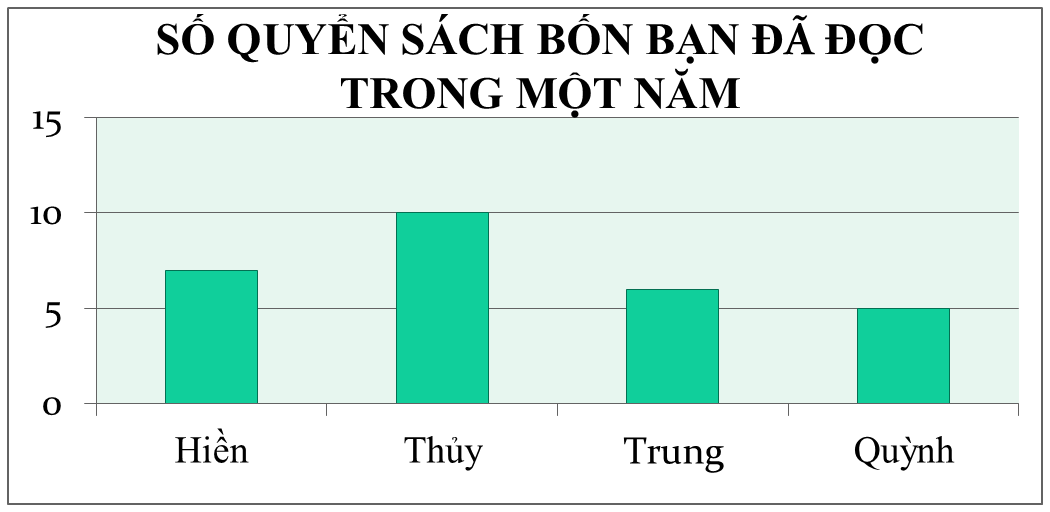 SỐ QUYỂN SÁCH BỐN BẠN ĐÃ ĐỌC
TRONG MỘT NĂM
15
10
5
0
Hiền Thủy Trung Quỳnh